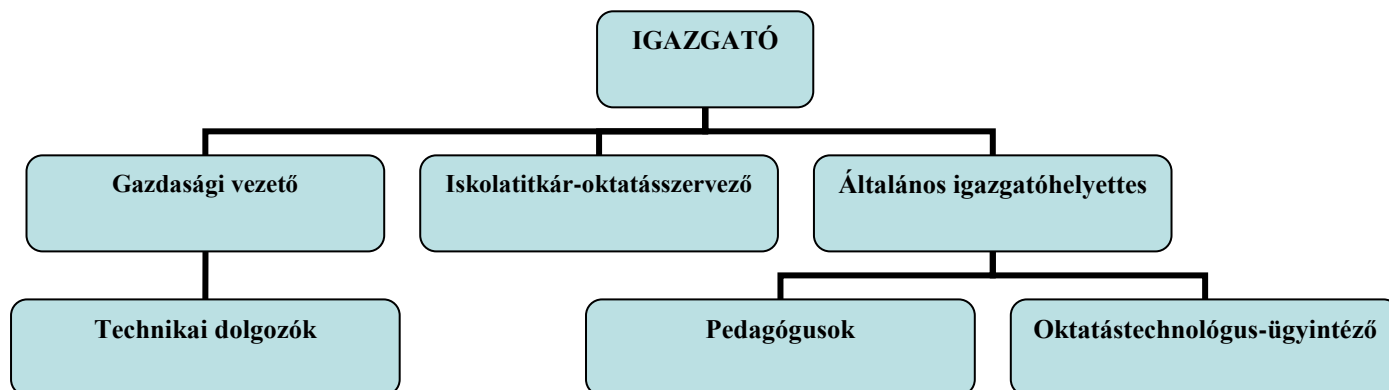 IGAZGATÓ
Gazdasági vezető
Iskolatitkár-oktatásszervező
Általános igazgatóhelyettes
Technikai dolgozók
Pedagógusok
Oktatástechnológus-ügyintéző